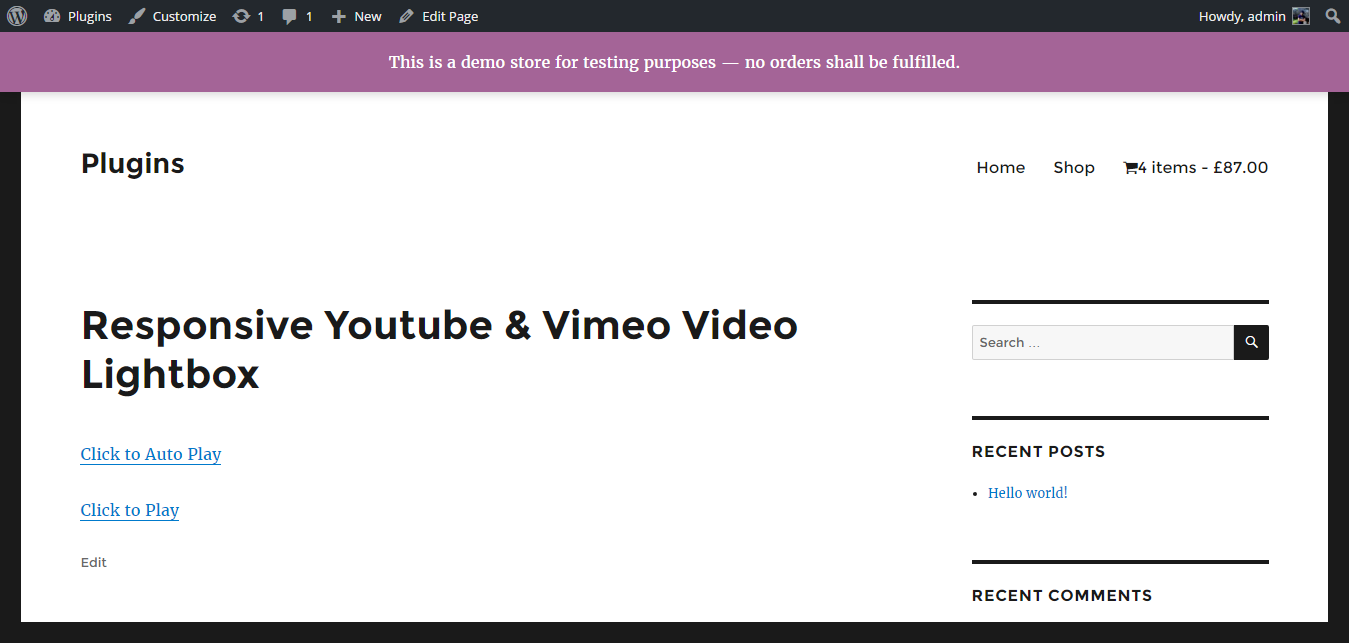 Plugins Customize 1 1 New Edit Page Howdy, admin
This is a demo store for testing purposes — no orders shall be fulfilled.
Plugins
Home Shop 4 items - £87.00
Responsive Youtube & Vimeo Video
Lightbox
Click to Auto Play
Click to Play
Edit
Search …
RECENT POSTS
Hello world!
RECENT COMMENTS